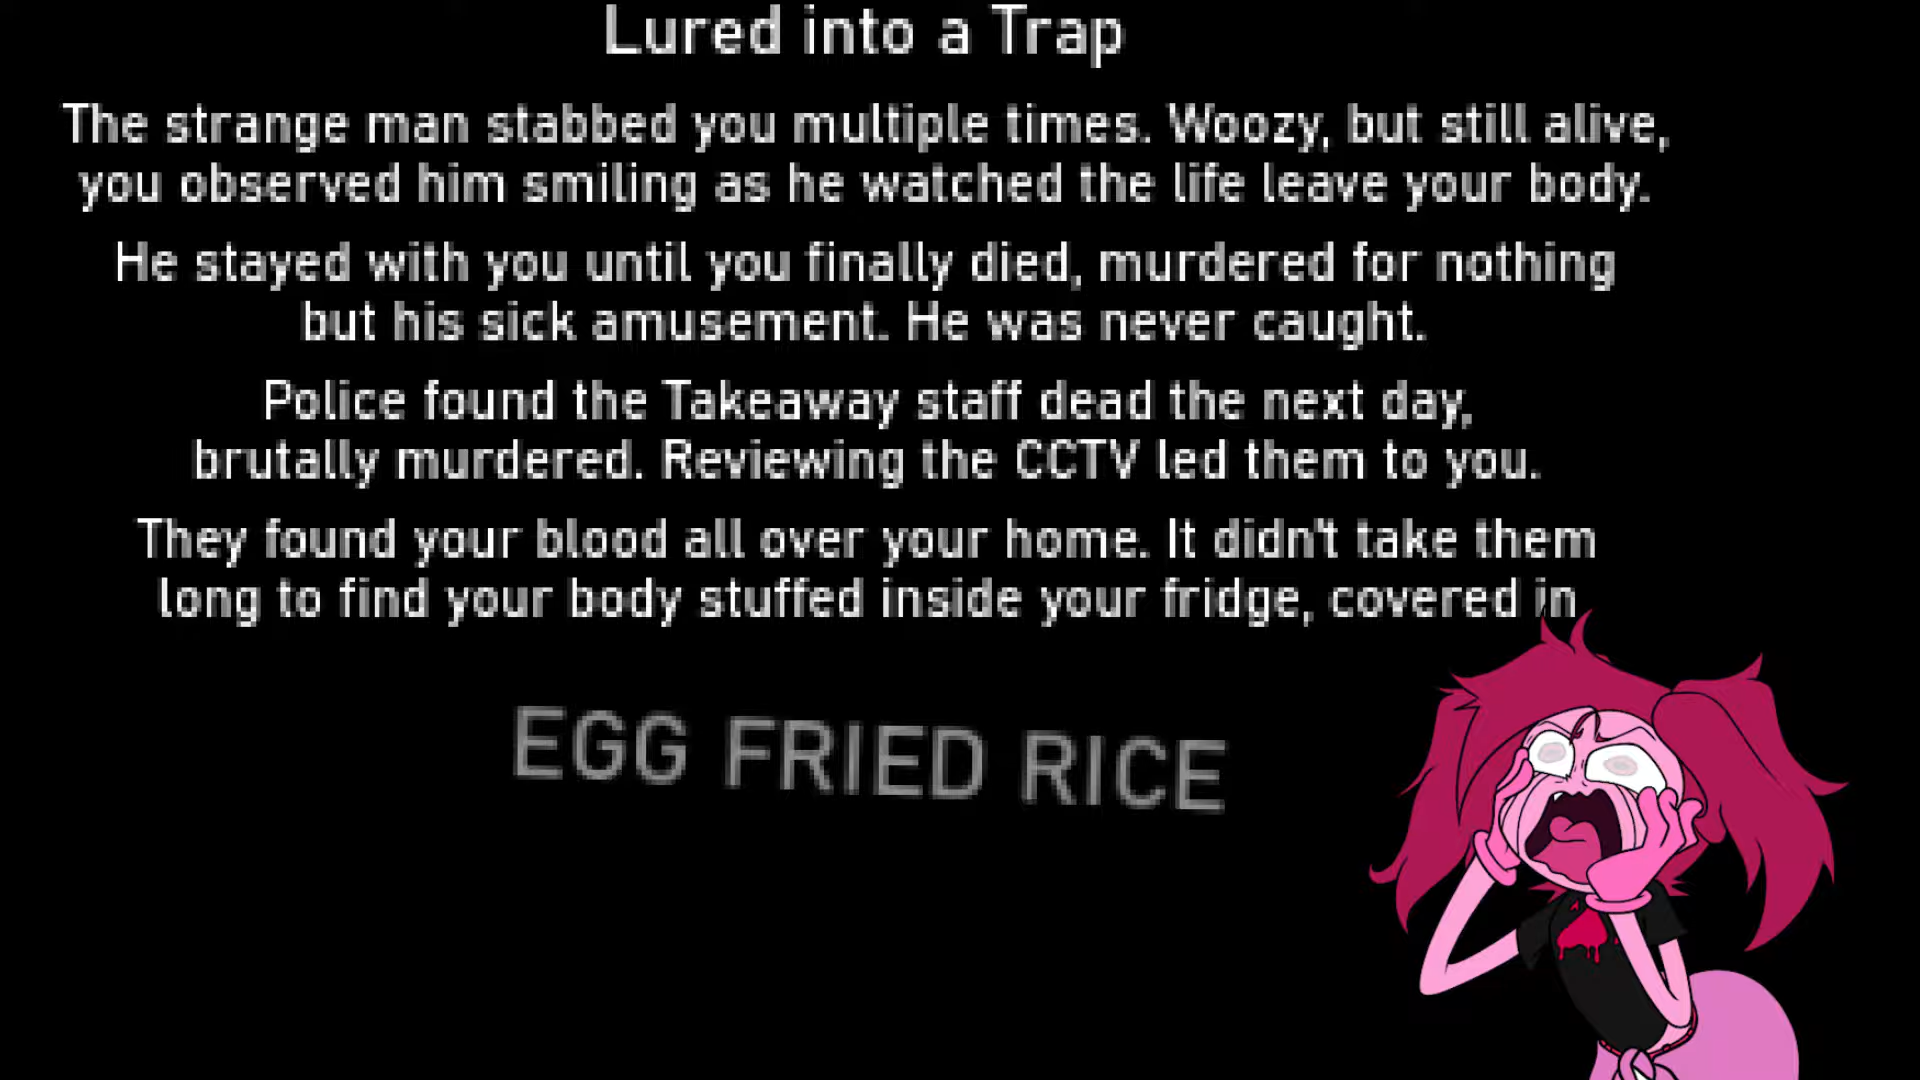 Lured into a Trap
The strange man stabbed you multiple times. Woozy, but still alive,
you observed him smiling as he watched the life leave your body.
He stayed with you until you finally died, murdered for nothing
but his sick amusement. He was never caught.
Police found the Takeaway staff dead the next day,
brutally murdered. Reviewing the CCTV led them to you.
They found your blood all over your home. It didn't take them
long to find your body stuffed inside your fridge, covered in
EGG FRIED RICE